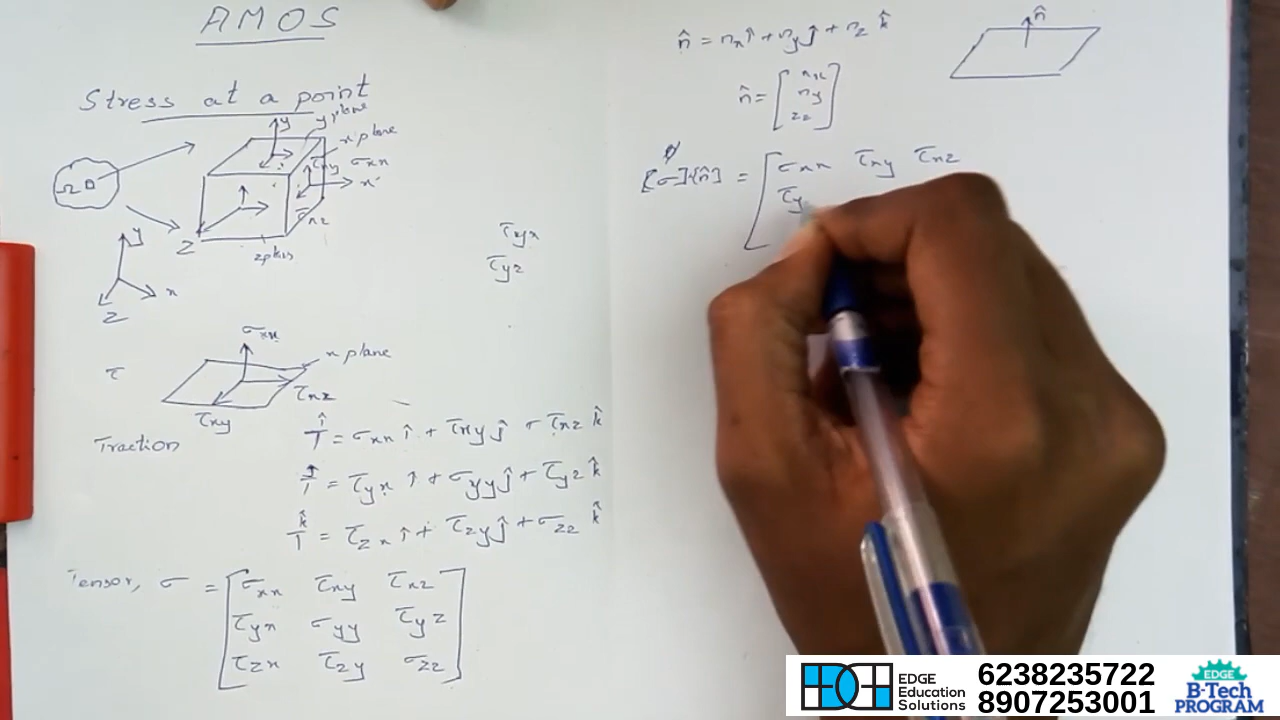 AMOS
Stress at a point
y
y plane
x plane
τxy σxx
x
τxz
Z
z plane
y
x
Z
τyx
τyz
σxx
x plane
τxz
τ
τxy
Traction
T^î = σxx î + τxy ĵ + τxz k̂
T^ĵ = τyx î + σyy ĵ + τyz k̂
T^k̂ = τzx î + τzy ĵ + σzz k̂
Tensor, σ = [σxx τxy τxz
τyx σyy τyz
τzx τzy σzz]
n̂ = nx î + ny ĵ + nz k̂
n̂
n̂ = [nx
ny
zz]
[σ]{n̂} = [σxx τxy τxz
τy
EDGE
Education
Solutions
6238235722
8907253001
EDGE
B-Tech
PROGRAM